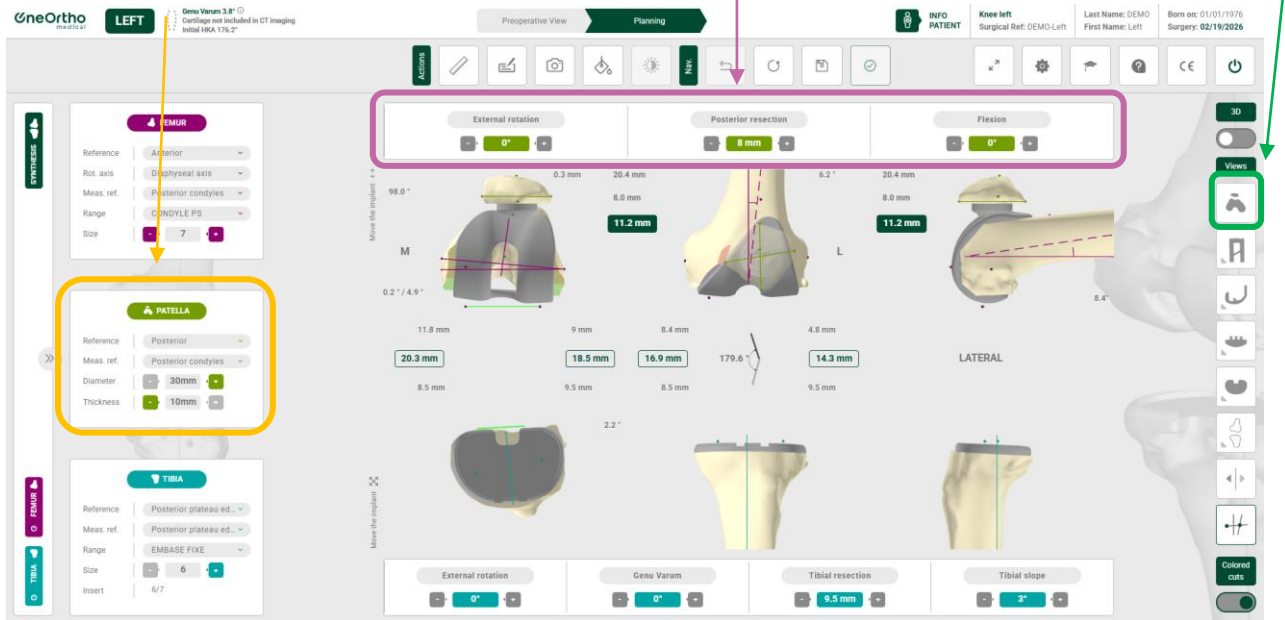 OneOrtho
medical
LEFT
Genu Varum 3.8°
Cartilage not included in CT imaging
Initial HKA 176.2°
Preoperative View
Planning
INFO
PATIENT
Knee left
Surgical Ref: DEMO-Left
Last Name: DEMO
First Name: Left
Born on: 01/01/1976
Surgery: 02/19/2026
Actions
Nav.
CE
SYNTHESIS
FEMUR
Reference Anterior
Rot. axis Diaphyseal axis
Meas. ref. Posterior condyles
Range CONDYLE PS
Size - 7 +
PATELLA
Reference Posterior
Meas. ref. Posterior condyles
Diameter - 30mm +
Thickness - 10mm +
TIBIA
Reference Posterior plateau ed...
Meas. ref. Posterior plateau ed...
Range EMBASE FIXE
Size - 6 +
Insert 6/7
FEMUR
TIBIA
External rotation
- 0° +
Posterior resection
- 8 mm +
Flexion
- 0° +
Move the implant
98.0 °
0.3 mm
20.4 mm
8.0 mm
11.2 mm
6.2 °
20.4 mm
8.0 mm
11.2 mm
M
L
0.2 ° / 4.9 °
8.4°
11.8 mm
9 mm
8.4 mm
4.8 mm
20.3 mm
18.5 mm
16.9 mm
179.6 °
14.3 mm
LATERAL
8.5 mm
9.5 mm
8.5 mm
9.5 mm
2.2 °
Move the implant
External rotation
- 0° +
Genu Varum
- 0° +
Tibial resection
- 9.5 mm +
Tibial slope
- 3° +
3D
Views
Colored
cuts